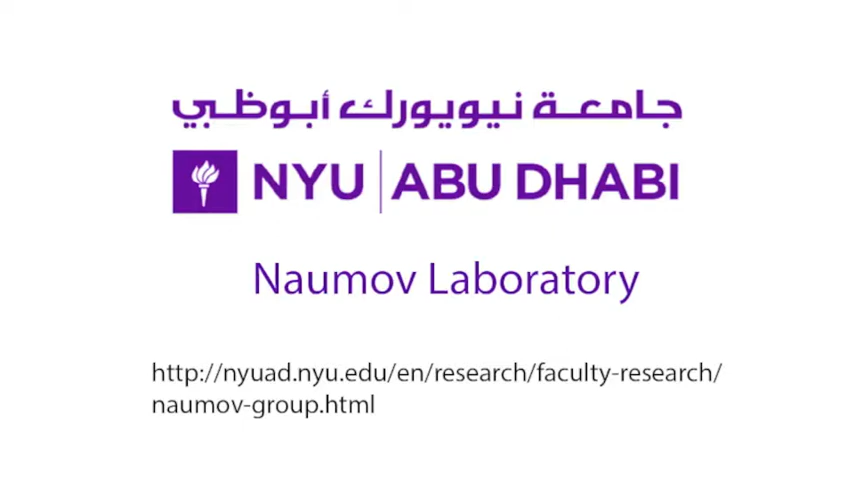 جامعة نيويورك أبوظبي
NYU | ABU DHABI
Naumov Laboratory
http://nyuad.nyu.edu/en/research/faculty-research/
naumov-group.html